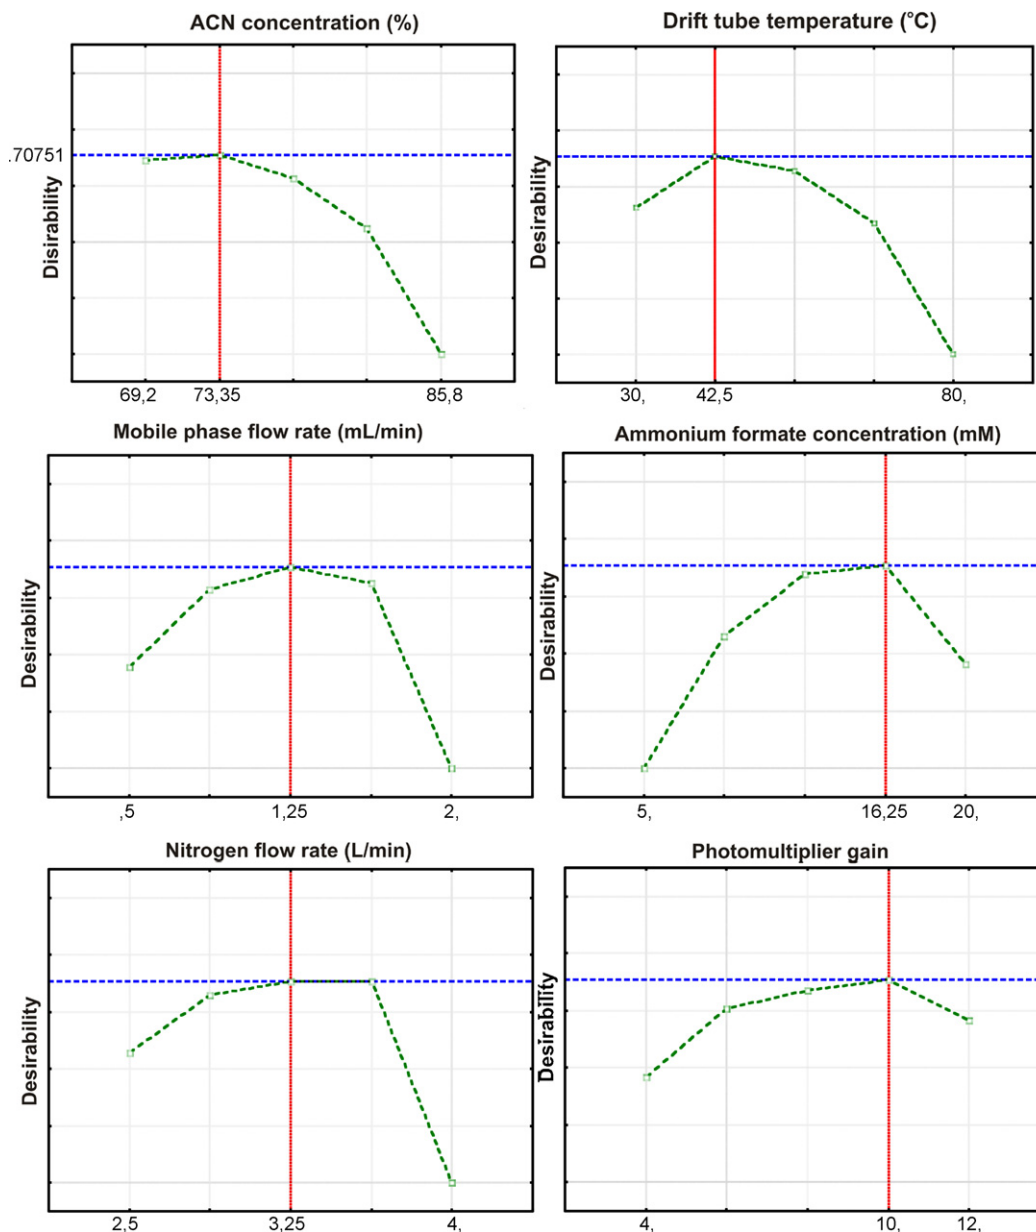 ACN concentration (%)
.70751
Disirability
69,2 73,35 85,8
Drift tube temperature (°C)
Desirability
30, 42,5 80,
Mobile phase flow rate (mL/min)
Desirability
,5 1,25 2,
Ammonium formate concentration (mM)
Desirability
5, 16,25 20,
Nitrogen flow rate (L/min)
Desirability
2,5 3,25 4,
Photomultiplier gain
Desirability
4, 10, 12,